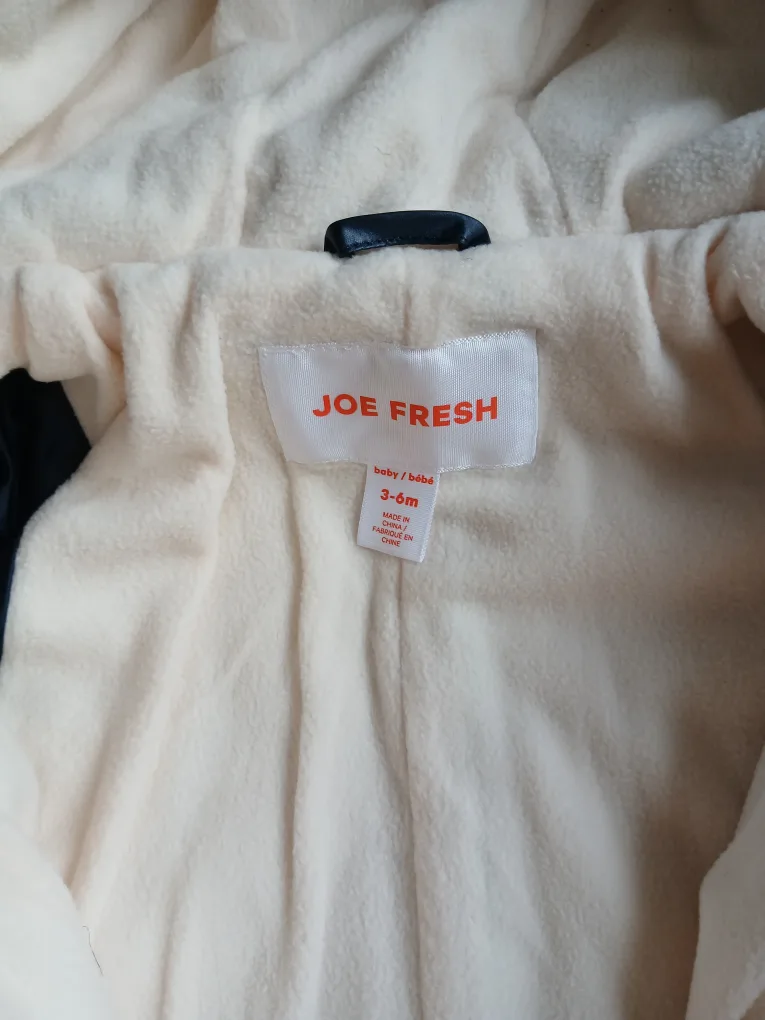 JOE FRESH
baby / bébé
3-6m
MADE IN
CHINA /
FABRIQUÉ EN
CHINE